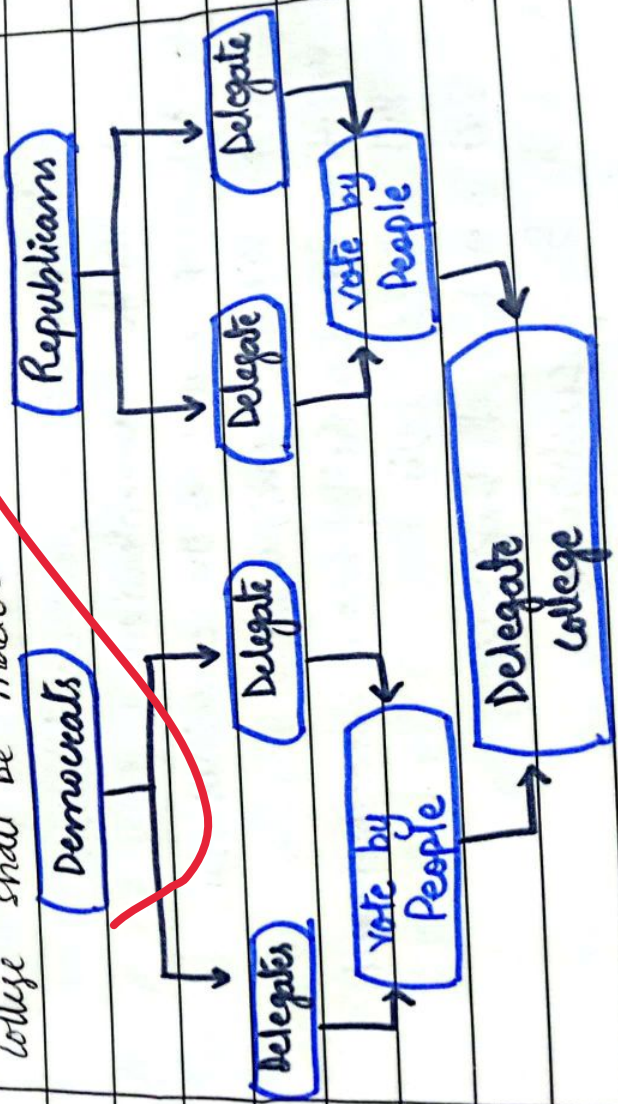 College shall be
Democrats Republicans
Delegates Delegate Delegate Delegate
vote by vote by
People People
Delegate
College